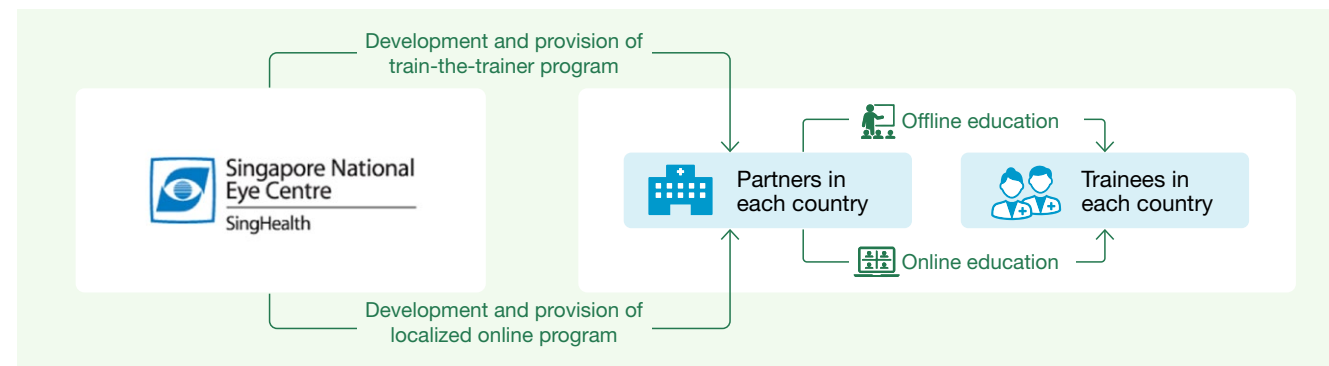 Development and provision of
train-the-trainer program
Singapore National
Eye Centre
SingHealth
Offline education
Partners in
each country
Trainees in
each country
Online education
Development and provision of
localized online program